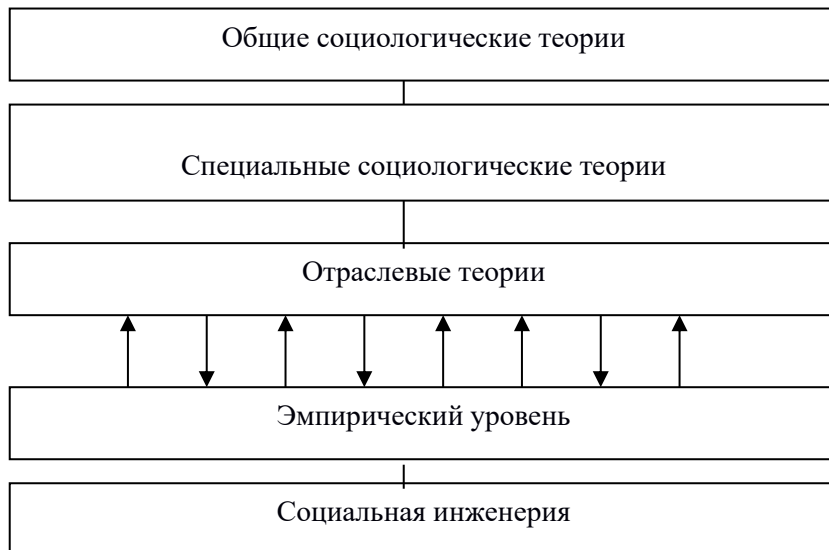 Общие социологические теории
Специальные социологические теории
Отраслевые теории
Эмпирический уровень
Социальная инженерия